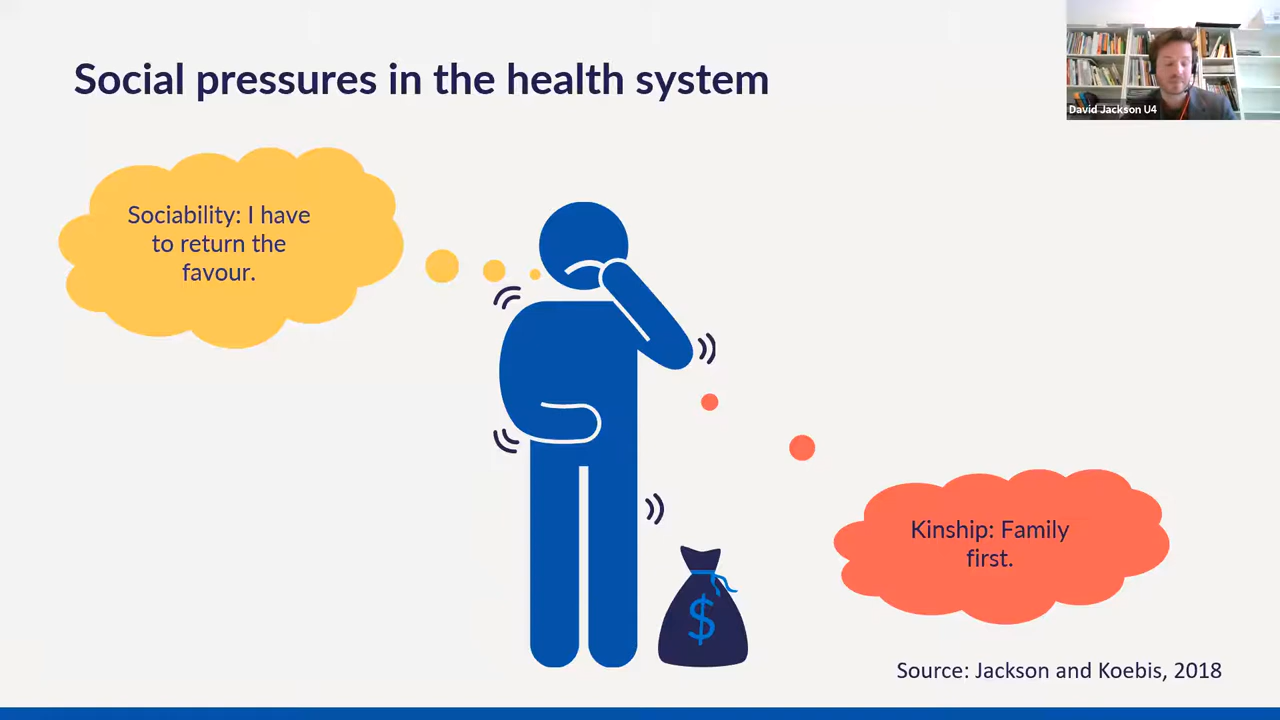 Social pressures in the health system
David Jackson U4
Sociability: I have
to return the
favour.
$
Kinship: Family
first.
Source: Jackson and Koebis, 2018